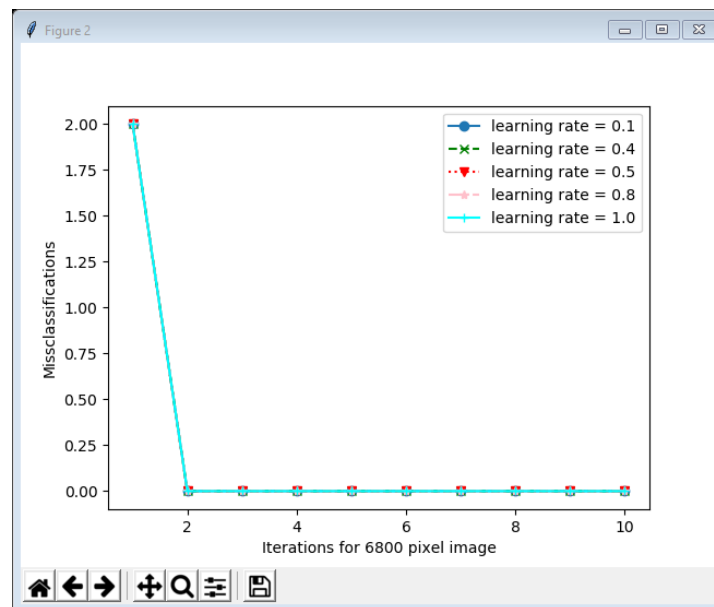 Figure 2
2.00
1.75
1.50
1.25
1.00
0.75
0.50
0.25
0.00
Missclassifications
learning rate = 0.1
learning rate = 0.4
learning rate = 0.5
learning rate = 0.8
learning rate = 1.0
2 4 6 8 10
Iterations for 6800 pixel image